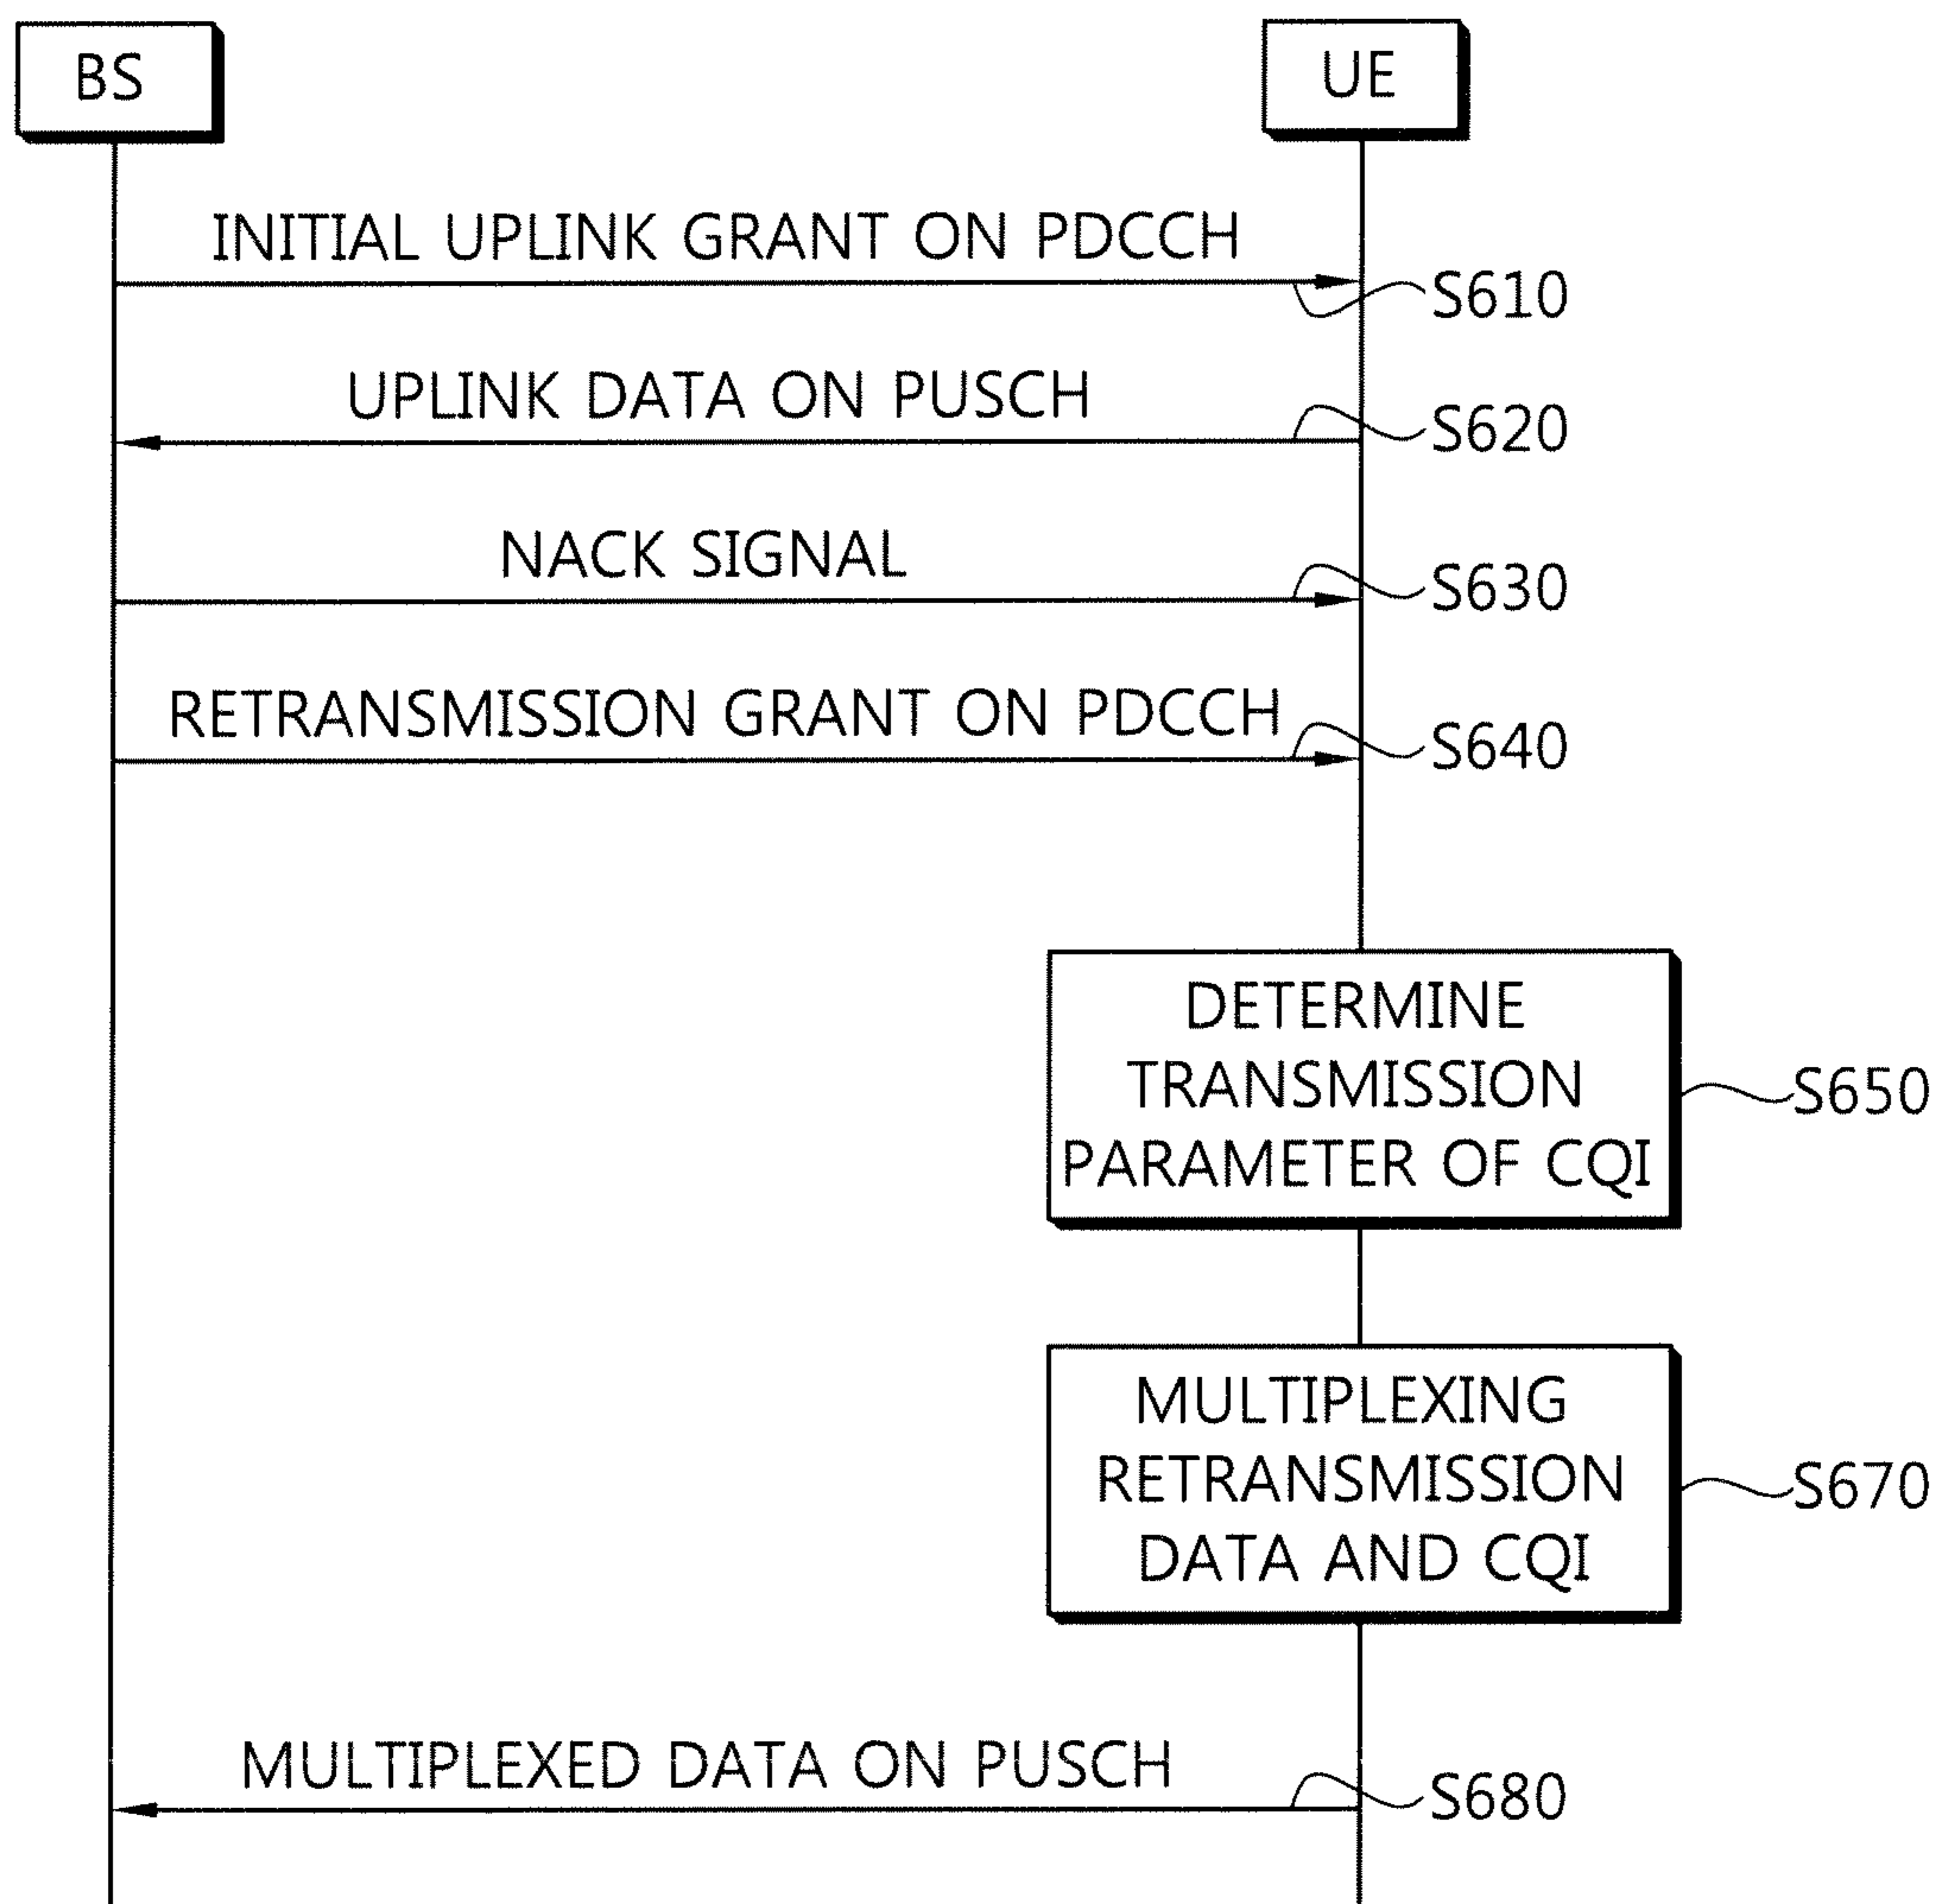 BS
UE
INITIAL UPLINK GRANT ON PDCCH
S610
UPLINK DATA ON PUSCH
S620
NACK SIGNAL
S630
RETRANSMISSION GRANT ON PDCCH
S640
DETERMINE
TRANSMISSION
PARAMETER OF CQI
S650
MULTIPLEXING
RETRANSMISSION
DATA AND CQI
S670
MULTIPLEXED DATA ON PUSCH
S680